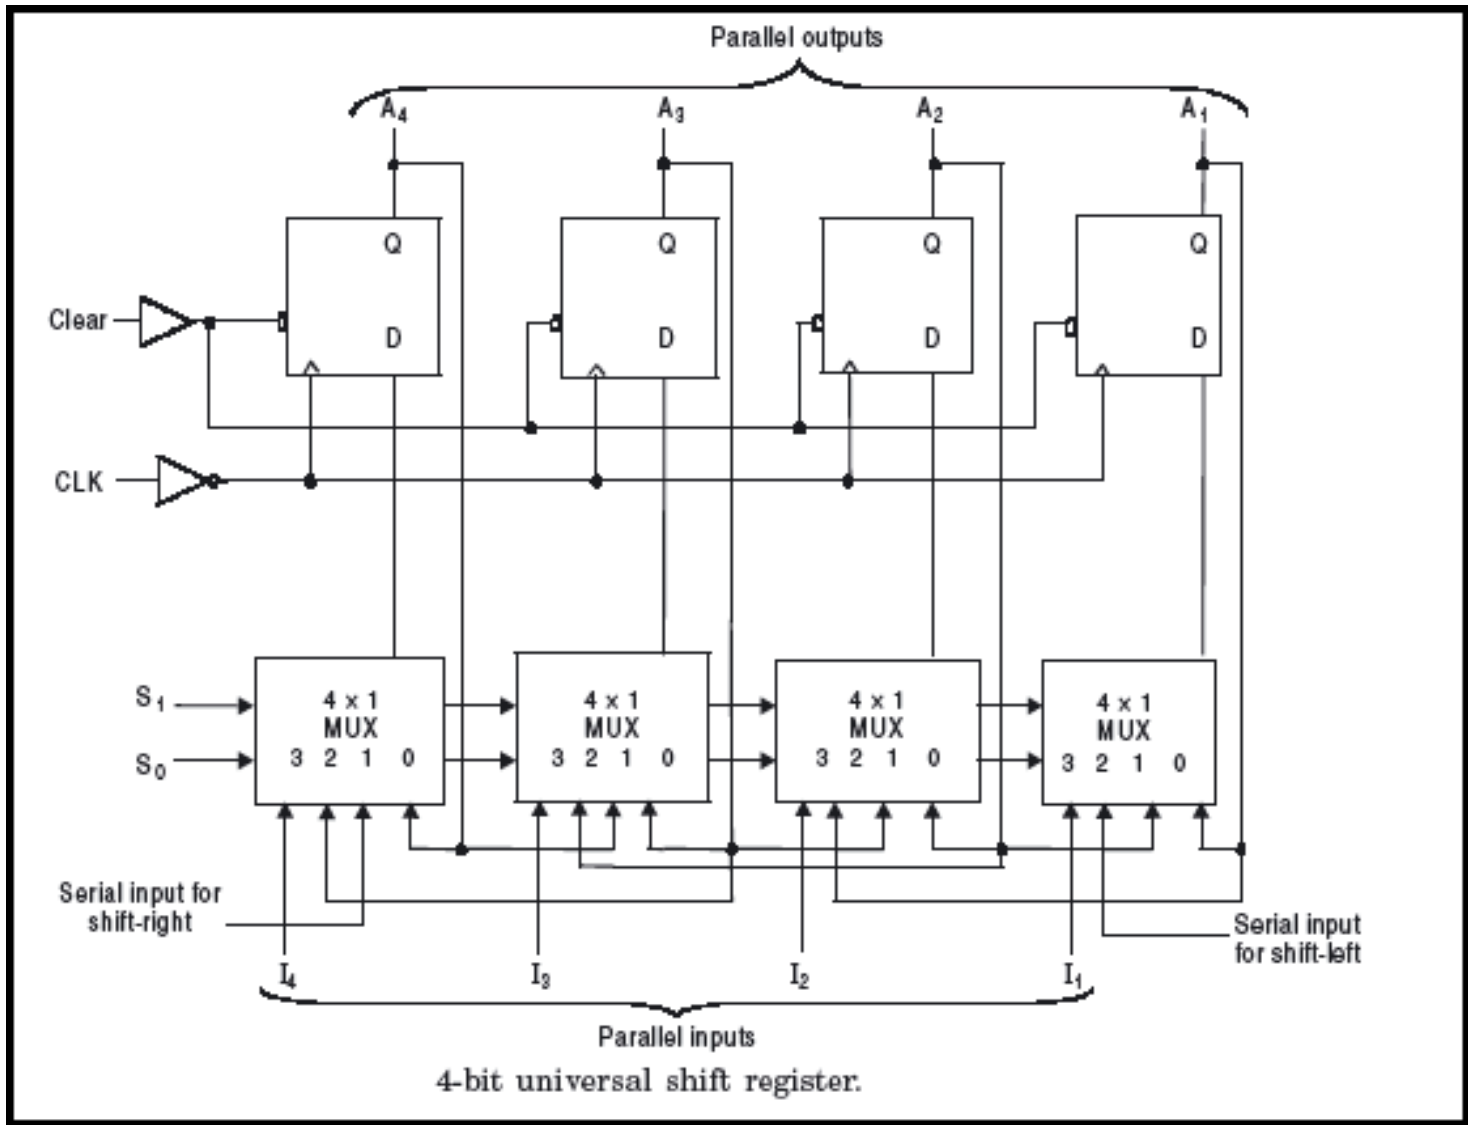 Parallel outputs
A4 A3 A2 A1
Q Q Q Q
Clear
D D D D
CLK
S1
4 x 1 4 x 1 4 x 1 4 x 1
MUX MUX MUX MUX
S0
3 2 1 0 3 2 1 0 3 2 1 0 3 2 1 0
Serial input for
shift-right
Serial input
for shift-left
I4 I3 I2 I1
Parallel inputs
4-bit universal shift register.